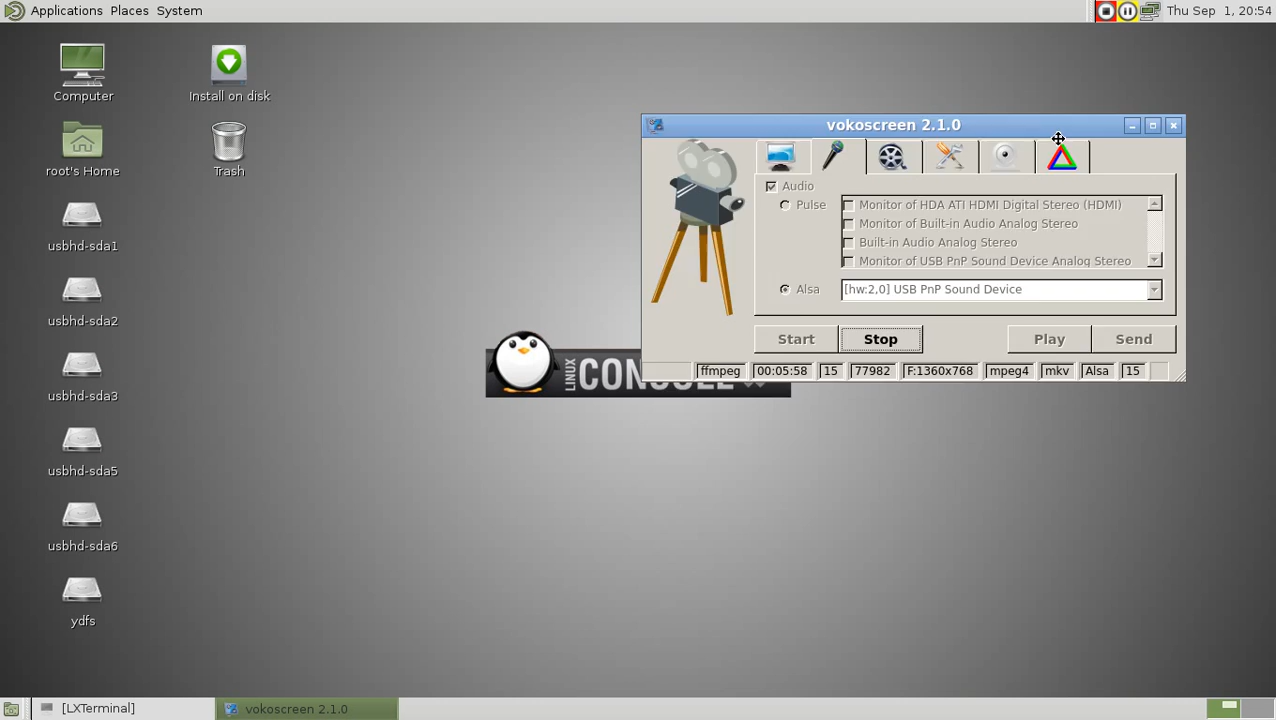 Applications Places System
Thu Sep 1, 20:54
Computer
Install on disk
root's Home
Trash
usbhd-sda1
usbhd-sda2
usbhd-sda3
usbhd-sda5
usbhd-sda6
ydfs
vokoscreen 2.1.0
Audio
Pulse
Monitor of HDA ATI HDMI Digital Stereo (HDMI)
Monitor of Built-in Audio Analog Stereo
Built-in Audio Analog Stereo
Monitor of USB PnP Sound Device Analog Stereo
Alsa
[hw:2,0] USB PnP Sound Device
Start Stop Play Send
ffmpeg 00:05:58 15 77982 F:1360x768 mpeg4 mkv Alsa 15
LINUX
CONSOLE
[LXTerminal]
vokoscreen 2.1.0